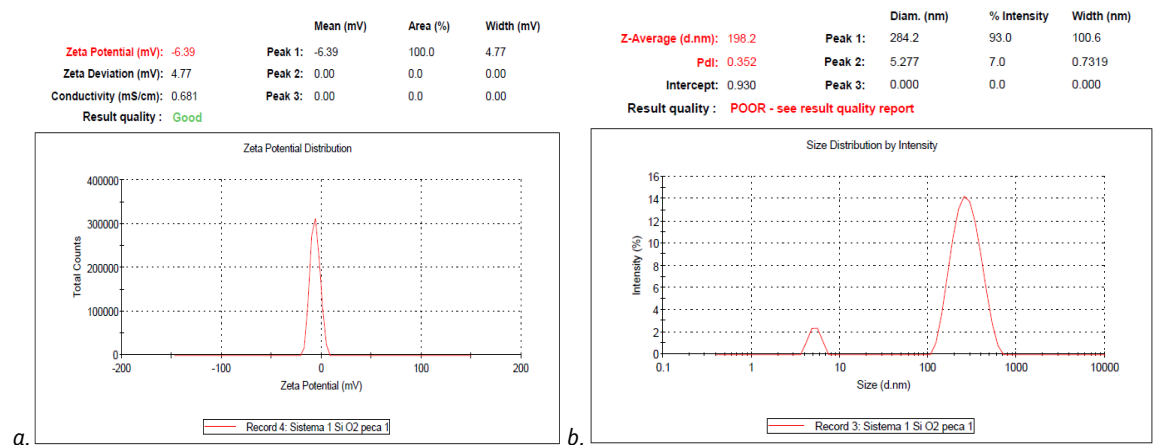 Mean (mV) Area (%) Width (mV)
Zeta Potential (mV): -6.39 Peak 1: -6.39 100.0 4.77
Zeta Deviation (mV): 4.77 Peak 2: 0.00 0.0 0.00
Conductivity (mS/cm): 0.681 Peak 3: 0.00 0.0 0.00
Result quality : Good
Zeta Potential Distribution
400000
300000
200000
100000
0
-200 -100 0 100 200
Total Counts
Zeta Potential (mV)
Record 4: Sistema 1 Si O2 peca 1
a.
Diam. (nm) % Intensity Width (nm)
Z-Average (d.nm): 198.2 Peak 1: 284.2 93.0 100.6
PdI: 0.352 Peak 2: 5.277 7.0 0.7319
Intercept: 0.930 Peak 3: 0.000 0.0 0.000
Result quality : POOR - see result quality report
Size Distribution by Intensity
16
14
12
10
8
6
4
2
0
0.1 1 10 100 1000 10000
Intensity (%)
Size (d.nm)
Record 3: Sistema 1 Si O2 peca 1
b.